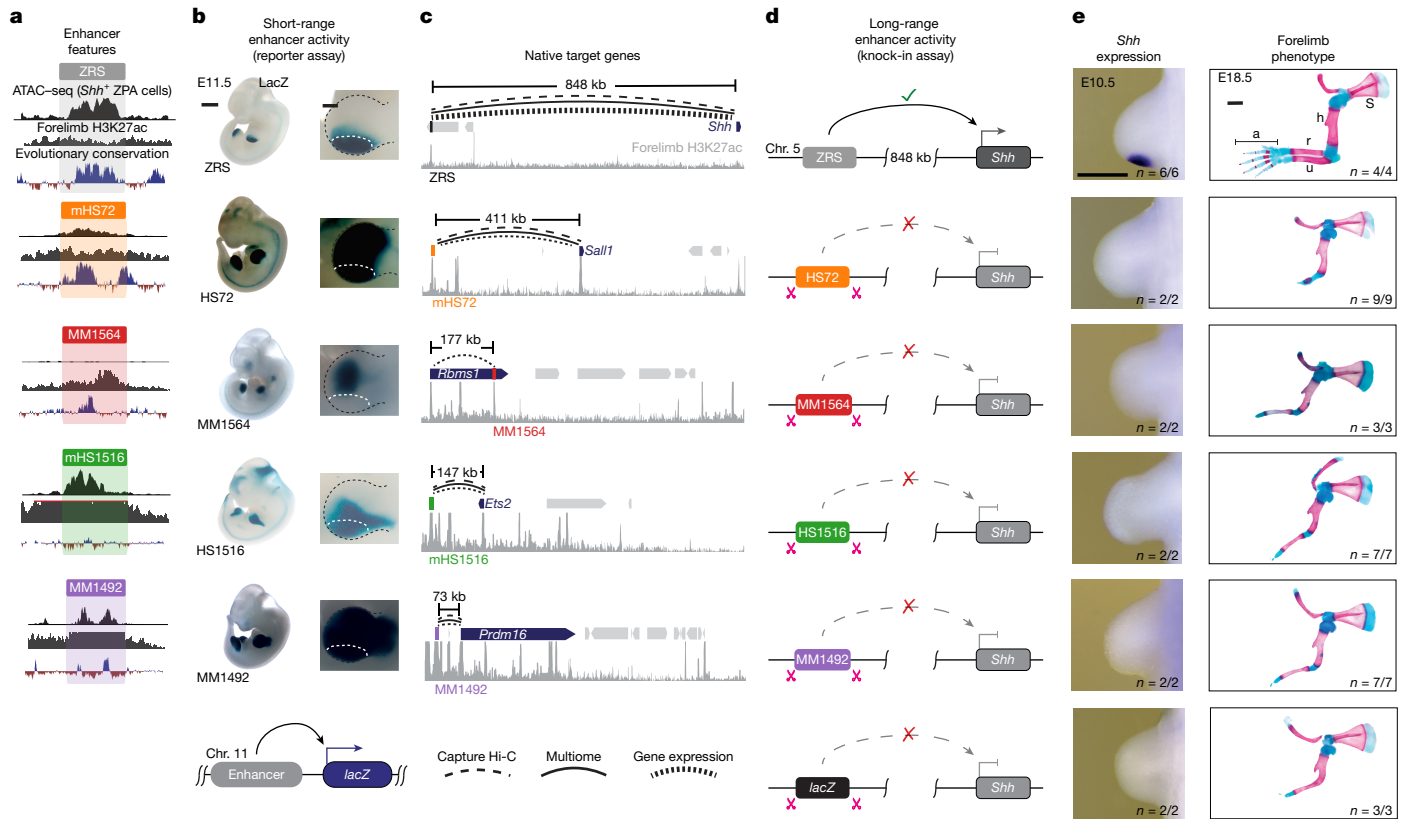 a
Enhancer
features
ZRS
ATAC–seq (Shh+ ZPA cells)
Forelimb H3K27ac
Evolutionary conservation
mHS72
MM1564
mHS1516
MM1492
b
Short-range
enhancer activity
(reporter assay)
E11.5
LacZ
ZRS
HS72
MM1564
HS1516
MM1492
Chr. 11
Enhancer
lacZ
c
Native target genes
848 kb
Shh
Forelimb H3K27ac
ZRS
411 kb
Sall1
mHS72
177 kb
Rbms1
MM1564
147 kb
Ets2
mHS1516
73 kb
Prdm16
MM1492
Capture Hi-C
Multiome
Gene expression
d
Long-range
enhancer activity
(knock-in assay)
Chr. 5
ZRS
848 kb
Shh
HS72
Shh
MM1564
Shh
HS1516
Shh
MM1492
Shh
lacZ
Shh
e
Shh
expression
Forelimb
phenotype
E10.5
n = 6/6
E18.5
S
h
a
r
u
n = 4/4
n = 2/2
n = 9/9
n = 2/2
n = 3/3
n = 2/2
n = 7/7
n = 2/2
n = 7/7
n = 2/2
n = 3/3